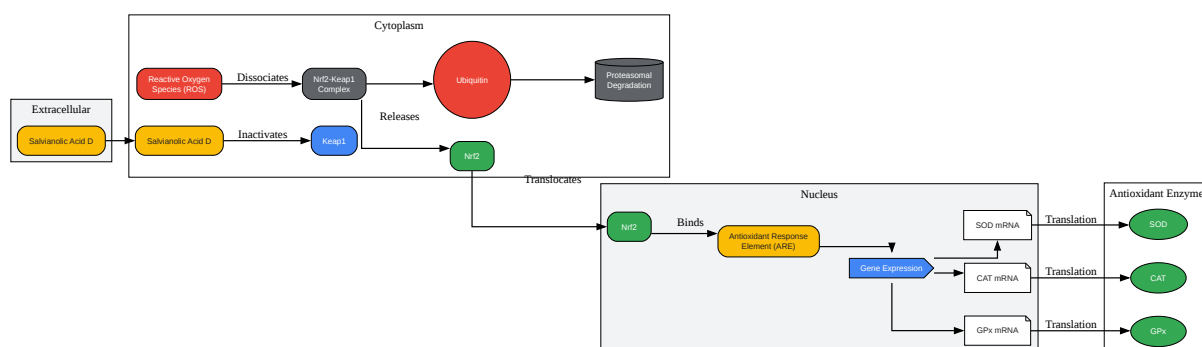 Cytoplasm
Reactive Oxygen
Species (ROS)
Dissociates
Nrf2-Keap1
Complex
Ubiquitin
Proteasomal
Degradation
Extracellular
Salvianolic Acid D
Salvianolic Acid D
Inactivates
Keap1
Releases
Nrf2
Translocates
Nucleus
Nrf2
Binds
Antioxidant Response
Element (ARE)
Gene Expression
SOD mRNA
CAT mRNA
GPx mRNA
Translation
Translation
Translation
Antioxidant Enzyme
SOD
CAT
GPx